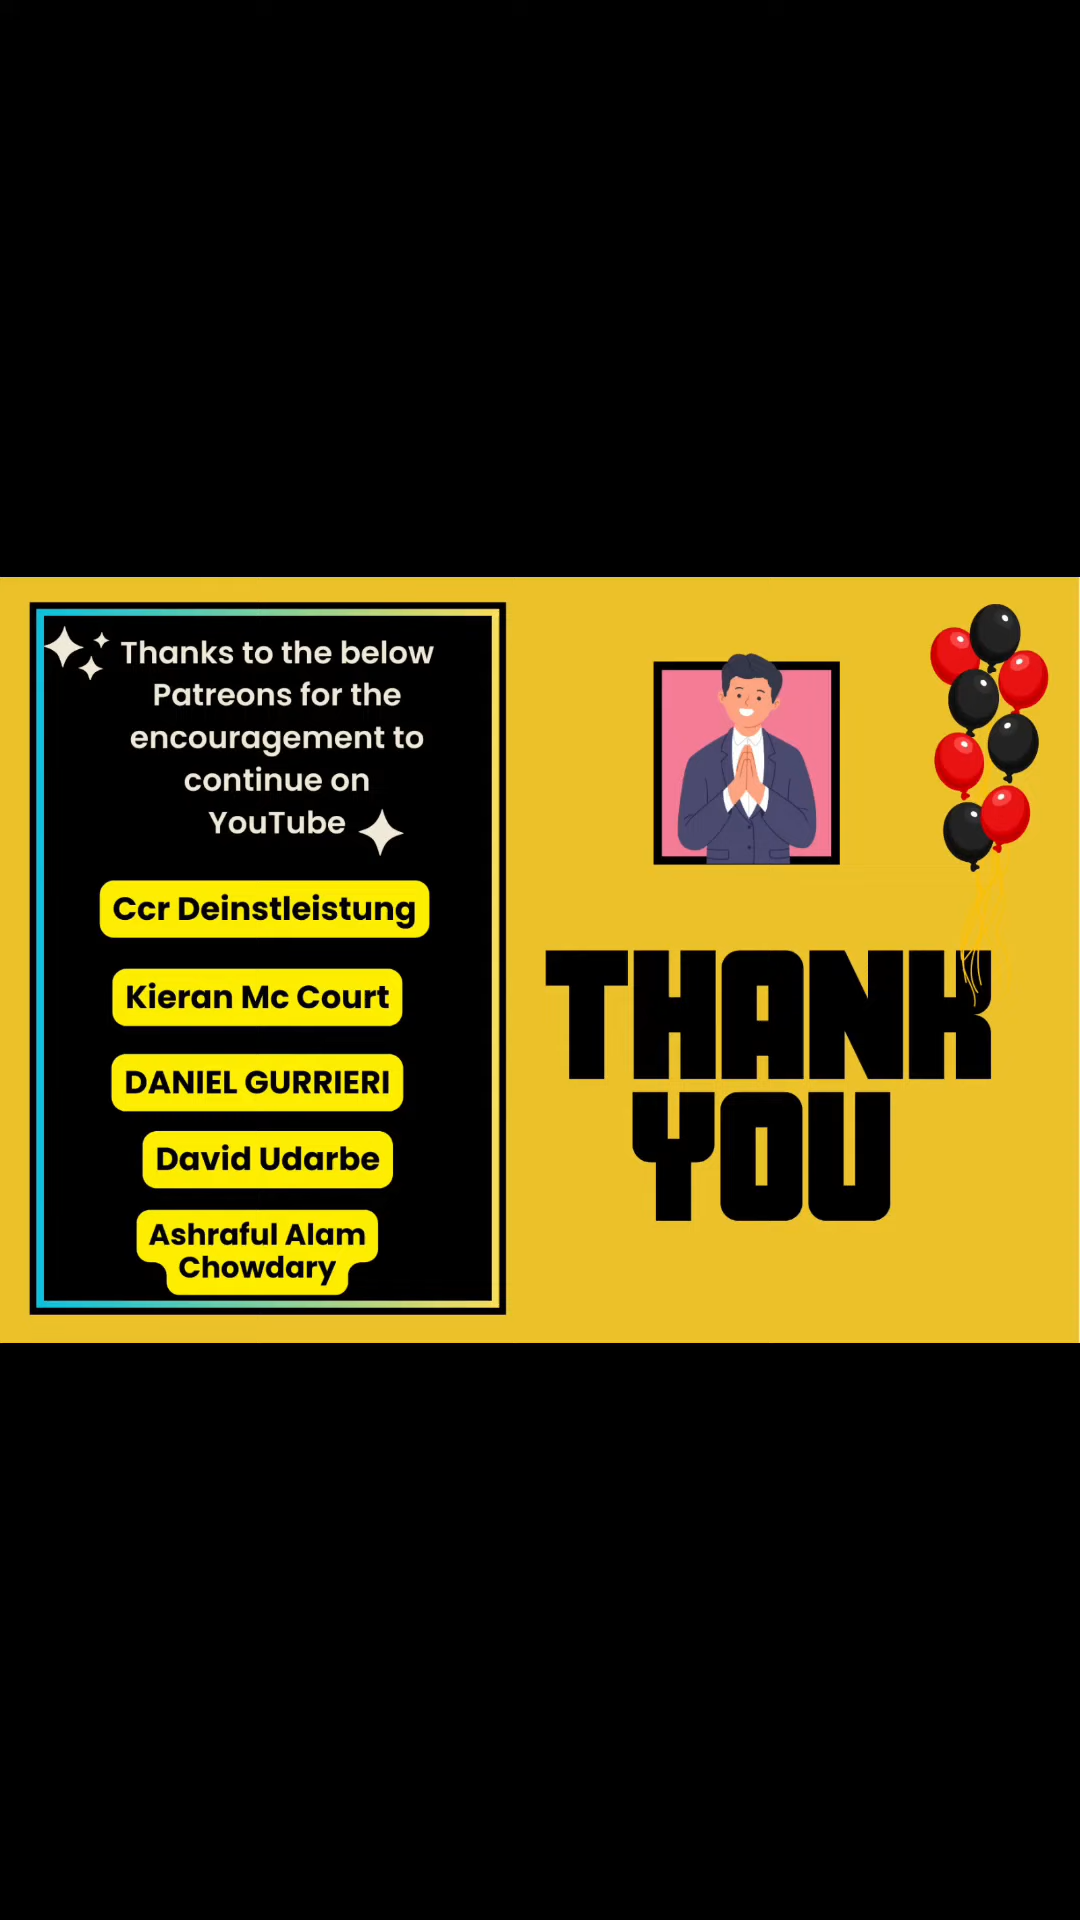 Thanks to the below
Patreons for the
encouragement to
continue on
YouTube
Ccr Deinstleistung
Kieran Mc Court
DANIEL GURRIERI
David Udarbe
Ashraful Alam
Chowdary
THANK
YOU